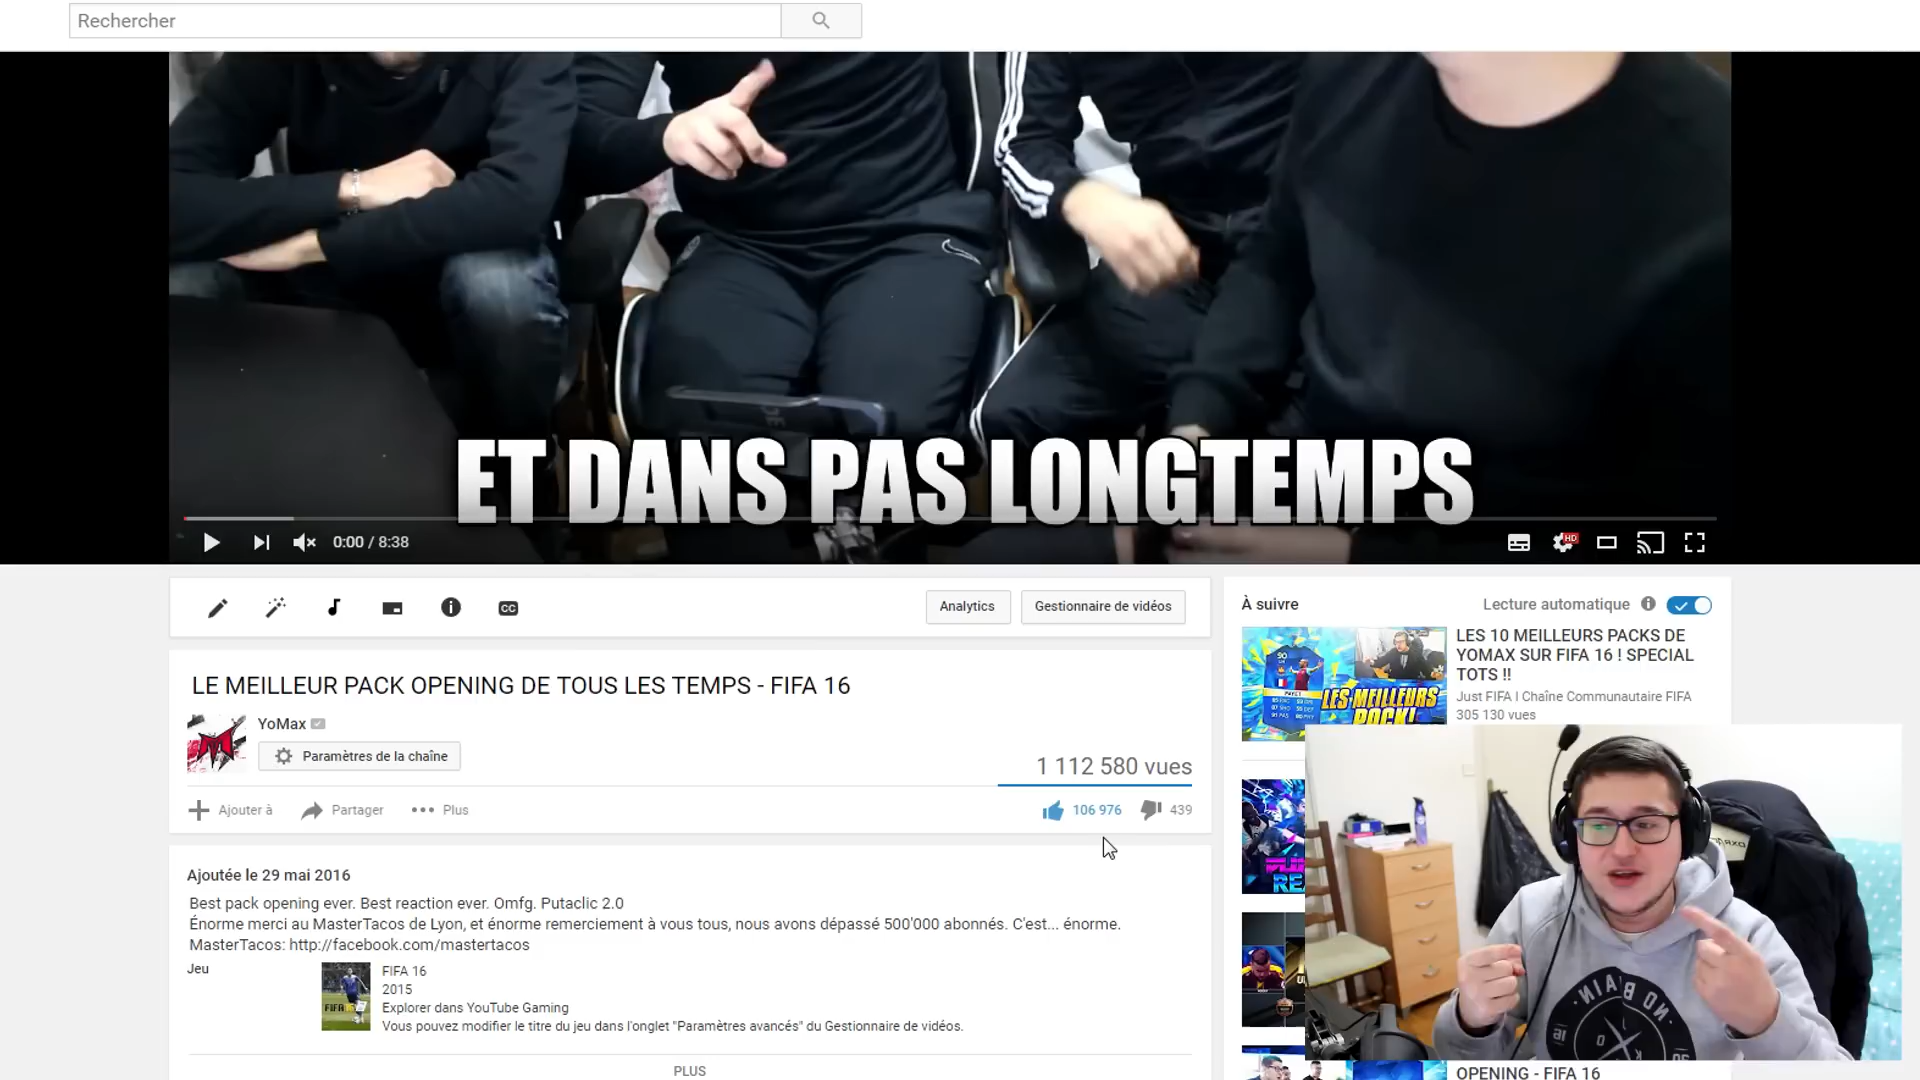 Rechercher
ET DANS PAS LONGTEMPS
0:00 / 8:38
HD
CC
Analytics
Gestionnaire de vidéos
LE MEILLEUR PACK OPENING DE TOUS LES TEMPS - FIFA 16
YoMax
Paramètres de la chaîne
1 112 580 vues
Ajouter à
Partager
Plus
106 976
439
Ajoutée le 29 mai 2016
Best pack opening ever. Best reaction ever. Omfg. Putaclic 2.0
Énorme merci au MasterTacos de Lyon, et énorme remerciement à vous tous, nous avons dépassé 500'000 abonnés. C'est... énorme.
MasterTacos: http://facebook.com/mastertacos
Jeu
FIFA 16
2015
Explorer dans YouTube Gaming
Vous pouvez modifier le titre du jeu dans l'onglet "Paramètres avancés" du Gestionnaire de vidéos.
PLUS
À suivre
Lecture automatique
90
PAYET
LES MEILLEURS
PACK!
LES 10 MEILLEURS PACKS DE
YOMAX SUR FIFA 16 ! SPECIAL
TOTS !!
Just FIFA I Chaîne Communautaire FIFA
305 130 vues
OPENING - FIFA 16